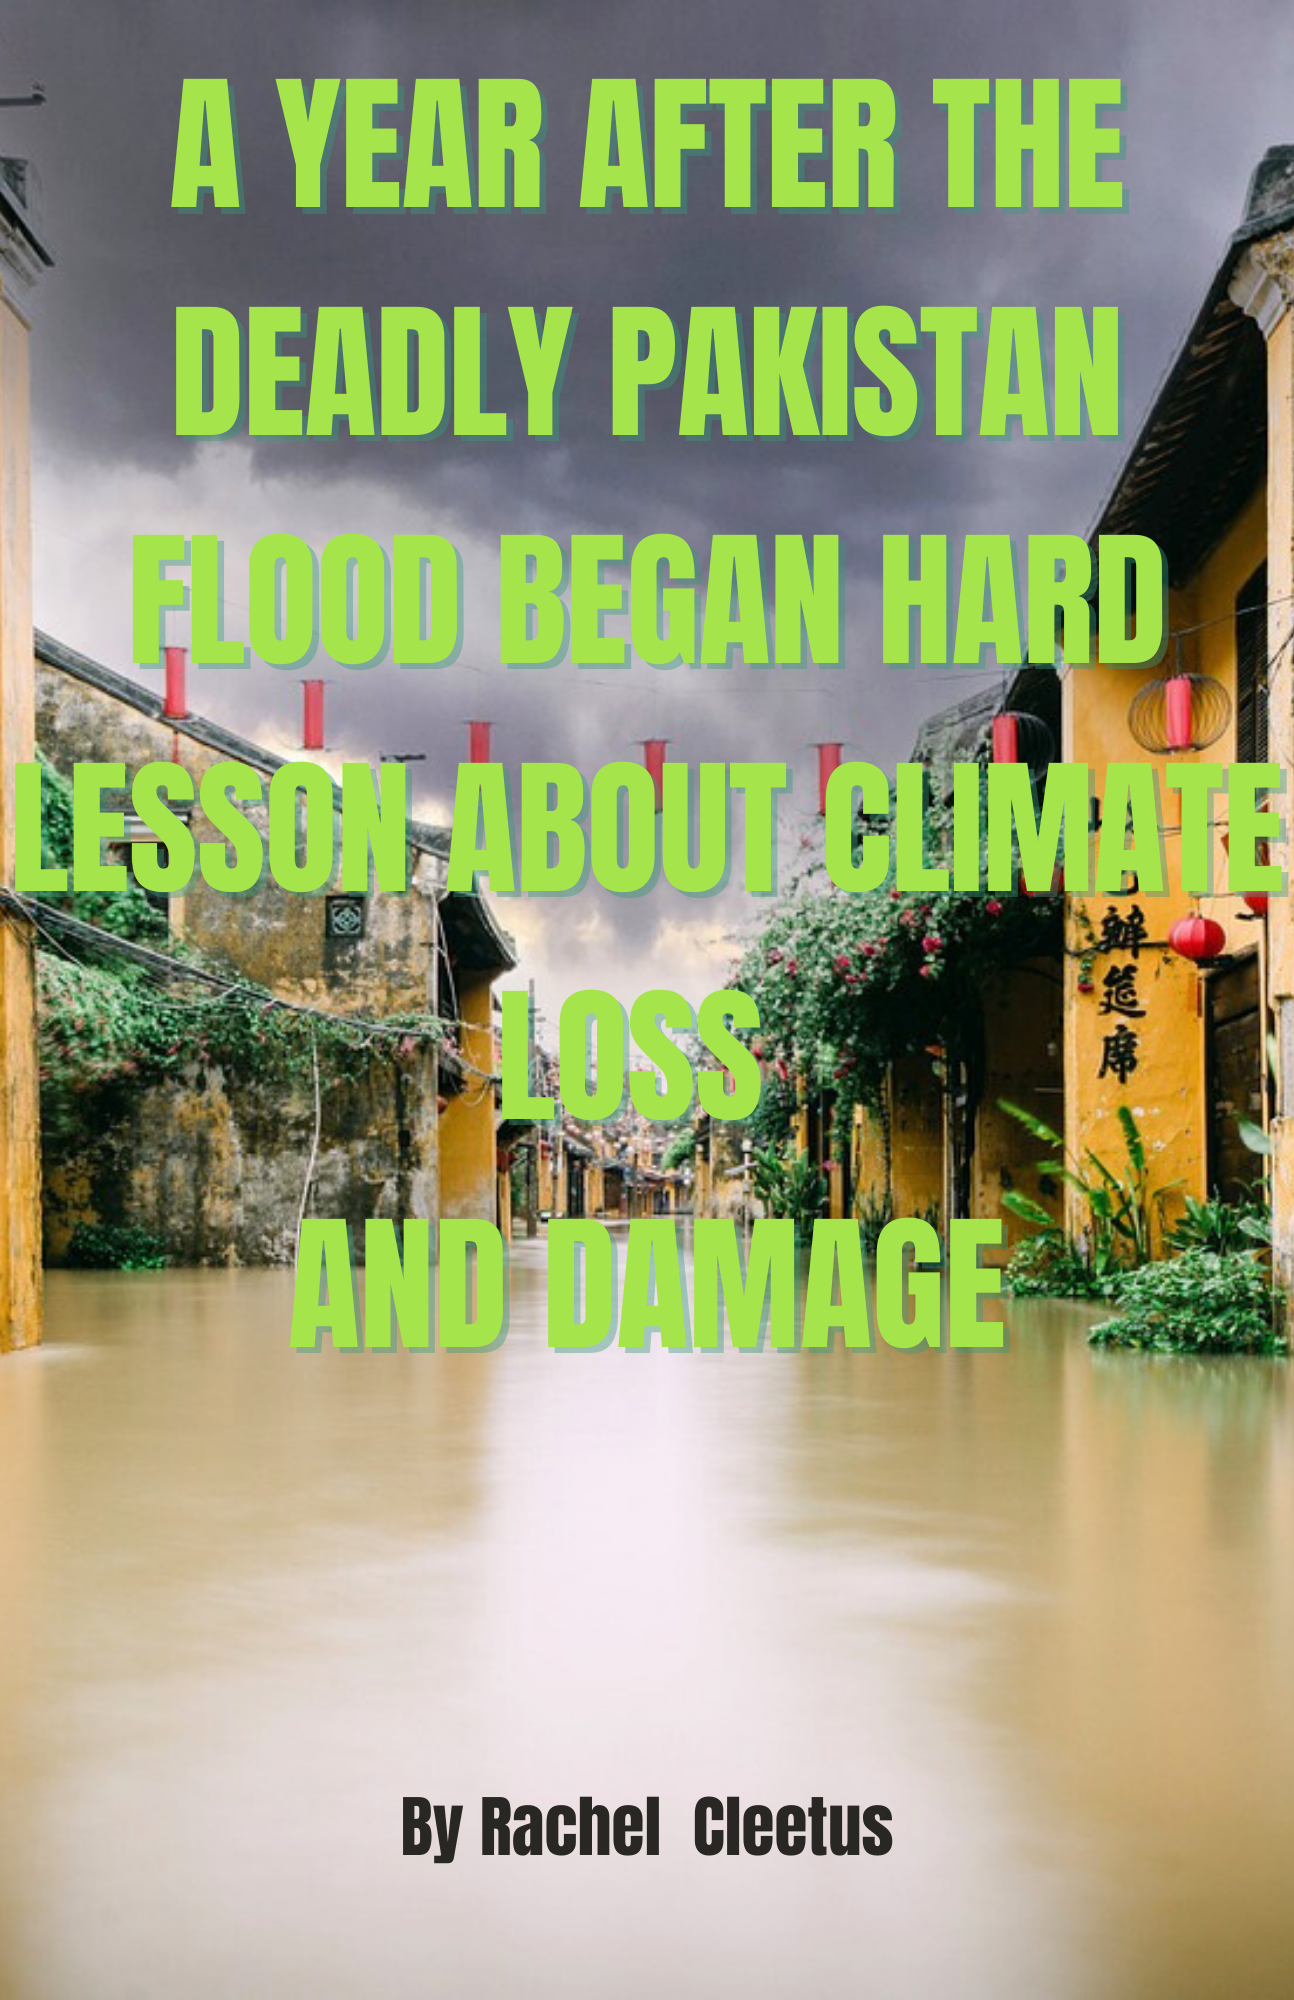 A YEAR AFTER THE
DEADLY PAKISTAN
FLOOD BEGAN HARD
LESSON ABOUT CLIMATE
LOSS
AND DAMAGE
辦
筵
席
By Rachel  Cleetus